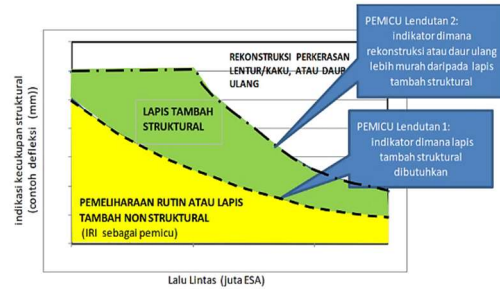 PEMICU Lendutan 2:
indikator dimana
rekonstruksi atau daur ulang
lebih murah daripada lapis
tambah struktural
REKONSTRUKSI PERKERASAN
LENTUR/KAKU, ATAU DAUR
ULANG
LAPIS TAMBAH
STRUKTURAL
PEMICU Lendutan 1:
indikator dimana lapis
tambah struktural
dibutuhkan
PEMELIHARAAN RUTIN ATAU LAPIS
TAMBAH NON STRUKTURAL
(IRI sebagai pemicu)
indikasi kecukupan struktural
(contoh defleksi (mm))
Lalu Lintas (juta ESA)